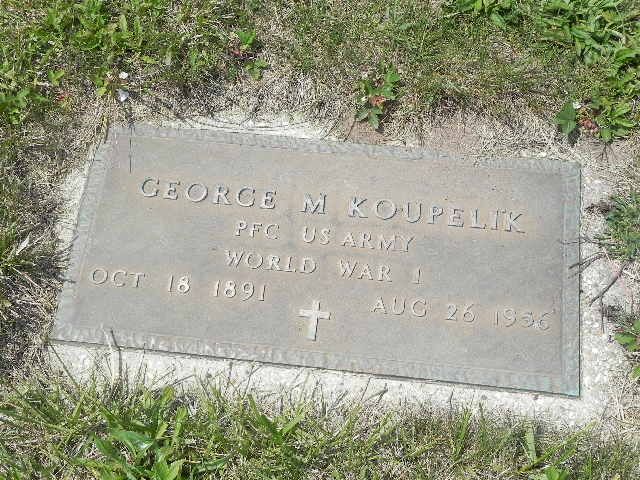 GEORGE M KOUPELIK
PFC US ARMY
WORLD WAR I
OCT 18 1891 AUG 26 1956